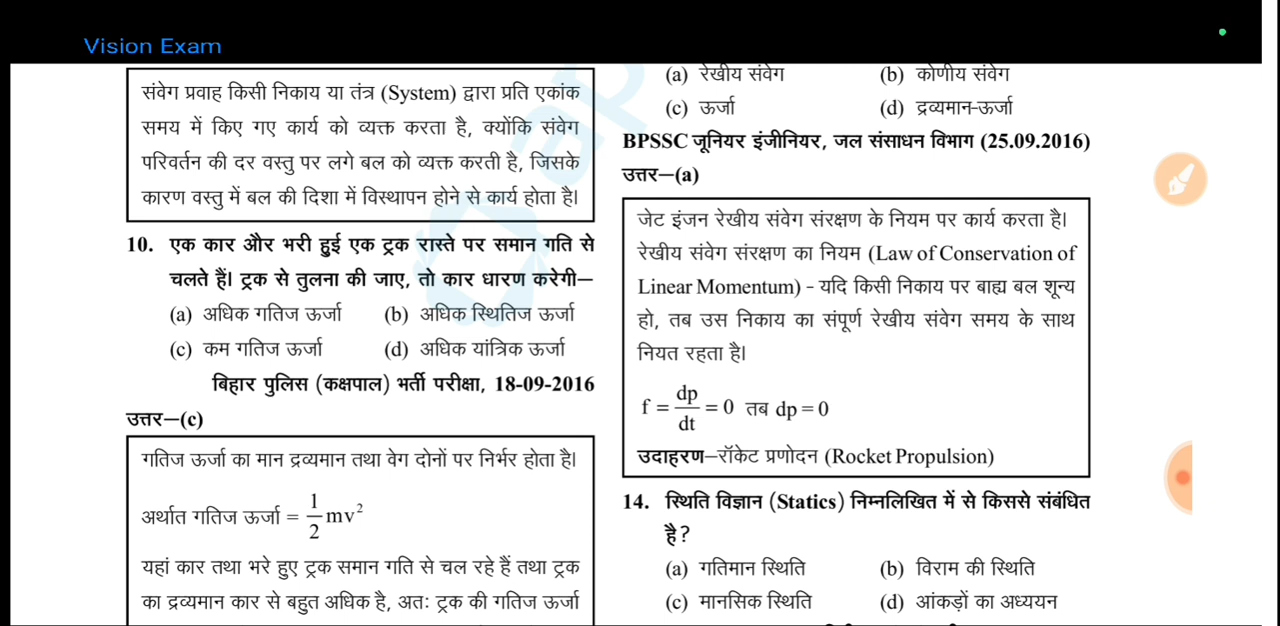 Vision Exam
संवेग प्रवाह किसी निकाय या तंत्र (System) द्वारा प्रति एकांक
समय में किए गए कार्य को व्यक्त करता है, क्योंकि संवेग
परिवर्तन की दर वस्तु पर लगे बल को व्यक्त करती है, जिसके
कारण वस्तु में बल की दिशा में विस्थापन होने से कार्य होता है।
10. एक कार और भरी हुई एक ट्रक रास्ते पर समान गति से
चलते हैं। ट्रक से तुलना की जाए, तो कार धारण करेगी—
(a) अधिक गतिज ऊर्जा (b) अधिक स्थितिज ऊर्जा
(c) कम गतिज ऊर्जा (d) अधिक यांत्रिक ऊर्जा
बिहार पुलिस (कक्षपाल) भर्ती परीक्षा, 18-09-2016
उत्तर—(c)
गतिज ऊर्जा का मान द्रव्यमान तथा वेग दोनों पर निर्भर होता है।
अर्थात गतिज ऊर्जा = 1/2 mv²
यहां कार तथा भरे हुए ट्रक समान गति से चल रहे हैं तथा ट्रक
का द्रव्यमान कार से बहुत अधिक है, अतः ट्रक की गतिज ऊर्जा
(a) रेखीय संवेग (b) कोणीय संवेग
(c) ऊर्जा (d) द्रव्यमान-ऊर्जा
BPSSC जूनियर इंजीनियर, जल संसाधन विभाग (25.09.2016)
उत्तर—(a)
जेट इंजन रेखीय संवेग संरक्षण के नियम पर कार्य करता है।
रेखीय संवेग संरक्षण का नियम (Law of Conservation of
Linear Momentum) - यदि किसी निकाय पर बाह्य बल शून्य
हो, तब उस निकाय का संपूर्ण रेखीय संवेग समय के साथ
नियत रहता है।
f = dp/dt = 0 तब dp = 0
उदाहरण—रॉकेट प्रणोदन (Rocket Propulsion)
14. स्थिति विज्ञान (Statics) निम्नलिखित में से किससे संबंधित
है?
(a) गतिमान स्थिति (b) विराम की स्थिति
(c) मानसिक स्थिति (d) आंकड़ों का अध्ययन